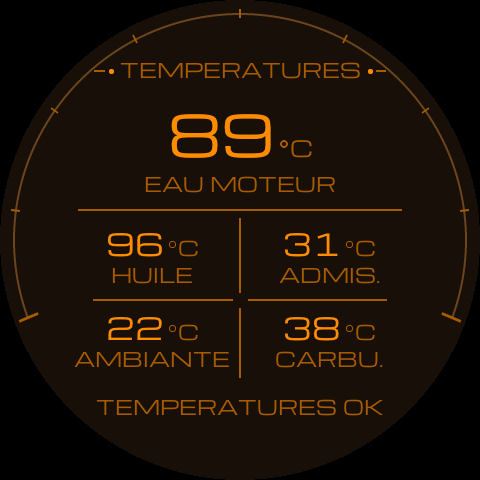 TEMPERATURES
89 °C
EAU MOTEUR
96 °C 31 °C
HUILE ADMIS.
22 °C 38 °C
AMBIANTE CARBU.
TEMPERATURES OK